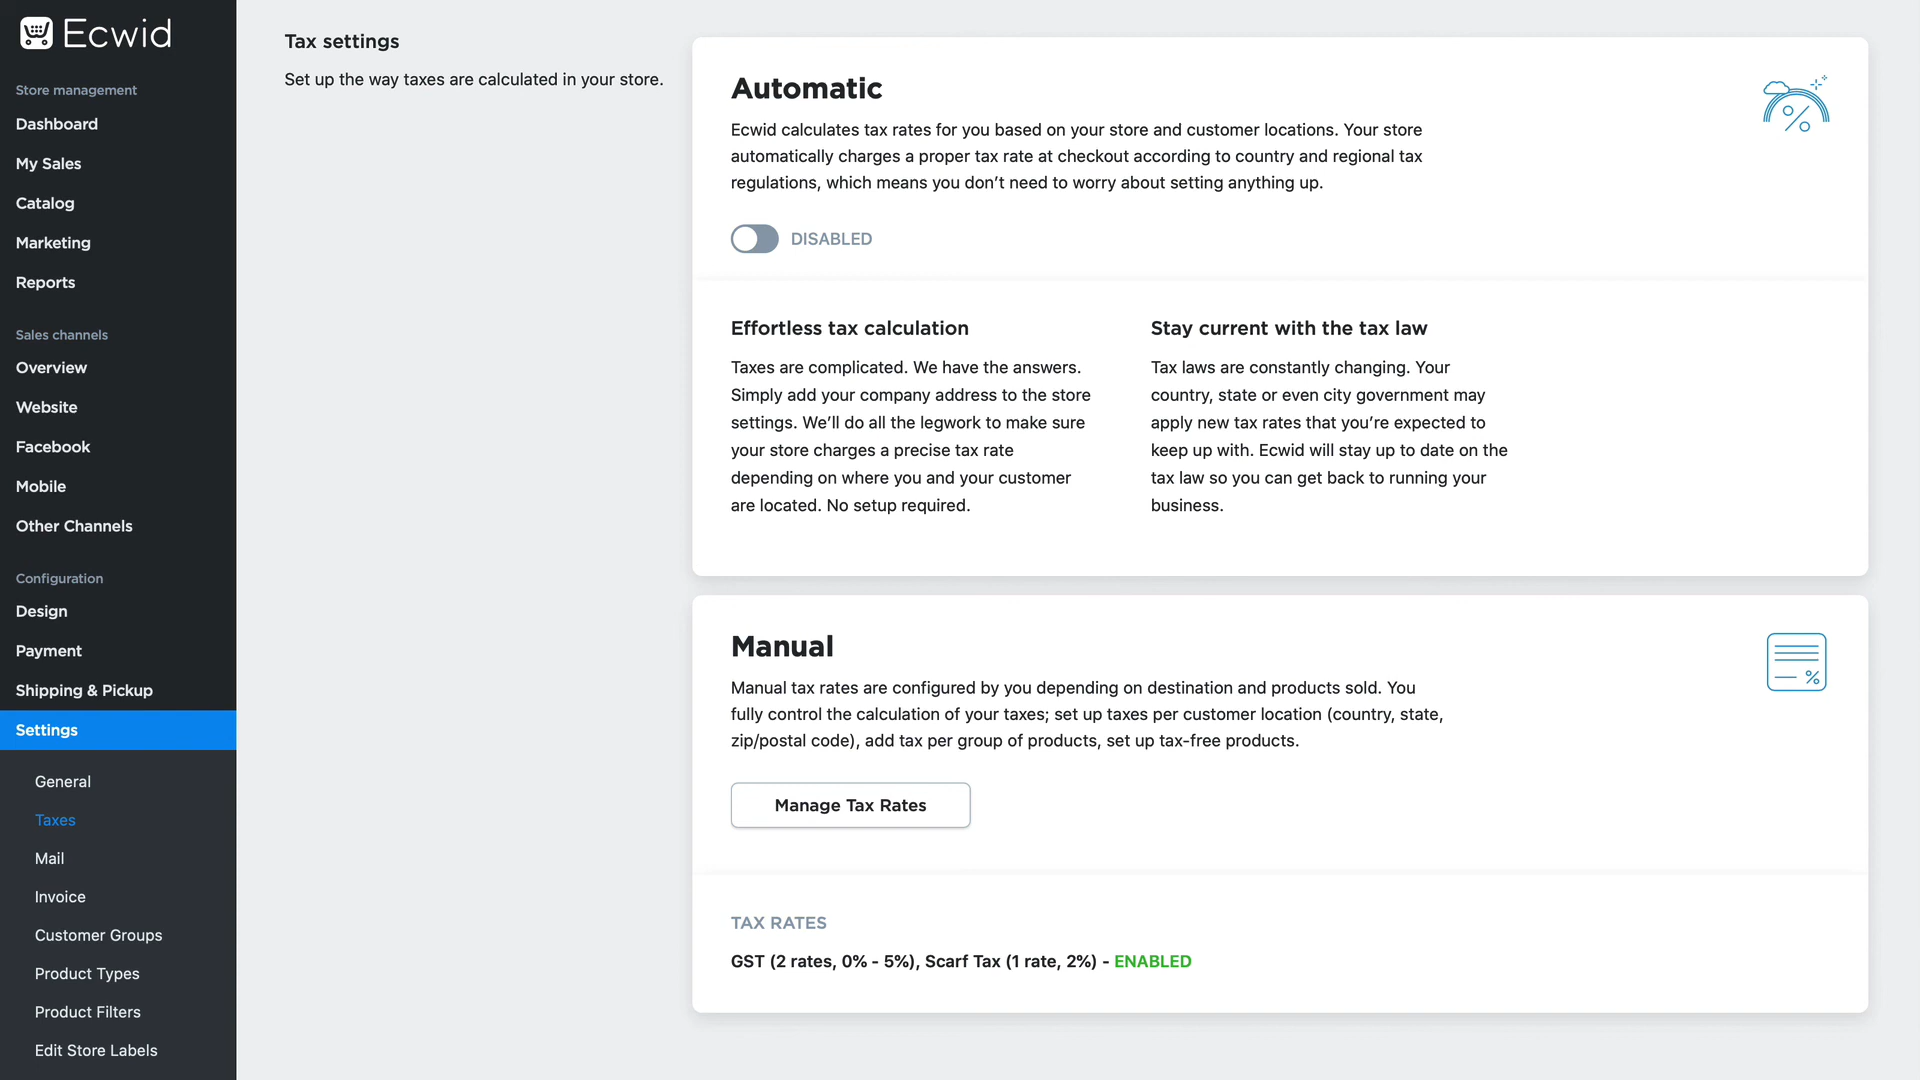 Ecwid
Store management
Dashboard
My Sales
Catalog
Marketing
Reports
Sales channels
Overview
Website
Facebook
Mobile
Other Channels
Configuration
Design
Payment
Shipping & Pickup
Settings
General
Taxes
Mail
Invoice
Customer Groups
Product Types
Product Filters
Edit Store Labels
Tax settings
Set up the way taxes are calculated in your store.
Automatic
Ecwid calculates tax rates for you based on your store and customer locations. Your store
automatically charges a proper tax rate at checkout according to country and regional tax
regulations, which means you don’t need to worry about setting anything up.
DISABLED
Effortless tax calculation
Taxes are complicated. We have the answers.
Simply add your company address to the store
settings. We’ll do all the legwork to make sure
your store charges a precise tax rate
depending on where you and your customer
are located. No setup required.
Stay current with the tax law
Tax laws are constantly changing. Your
country, state or even city government may
apply new tax rates that you’re expected to
keep up with. Ecwid will stay up to date on the
tax law so you can get back to running your
business.
Manual
Manual tax rates are configured by you depending on destination and products sold. You
fully control the calculation of your taxes; set up taxes per customer location (country, state,
zip/postal code), add tax per group of products, set up tax-free products.
Manage Tax Rates
TAX RATES
GST (2 rates, 0% - 5%), Scarf Tax (1 rate, 2%) - ENABLED